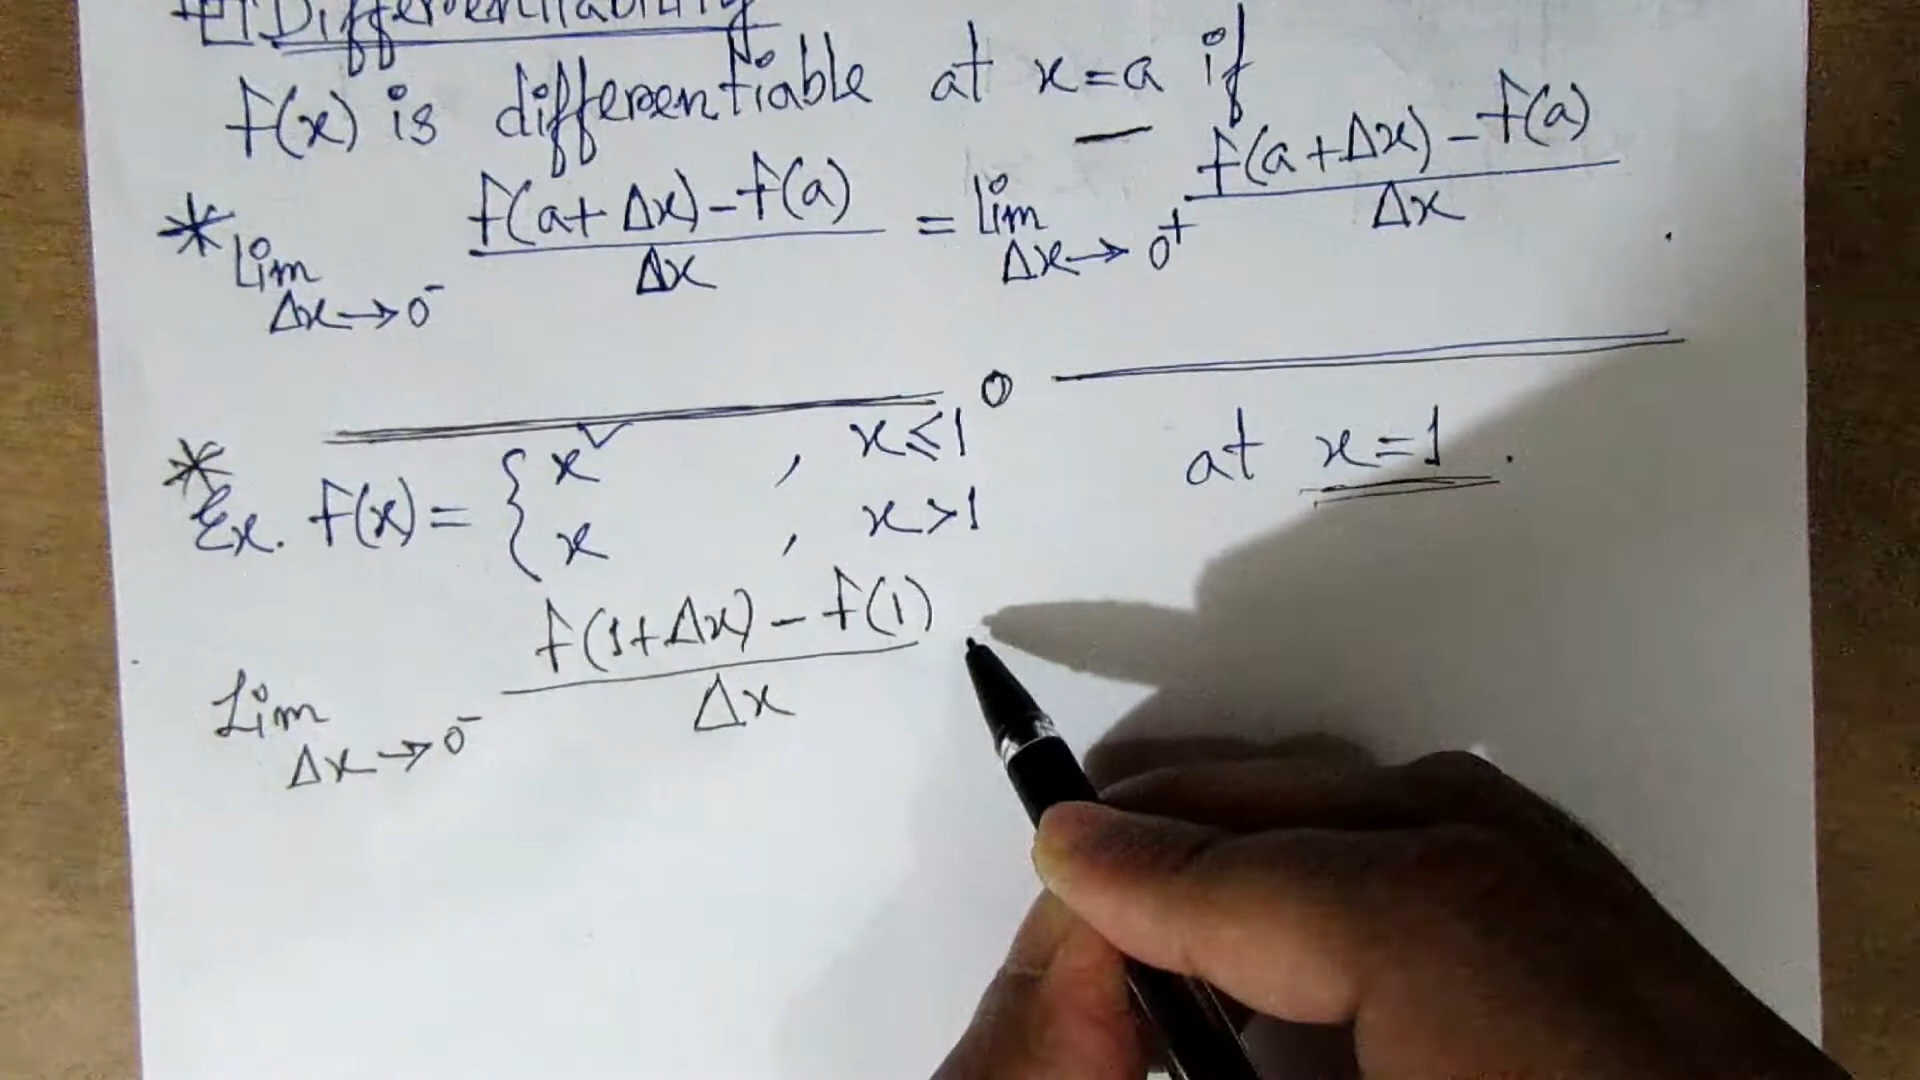 Differentiability
f(x) is differentiable at x=a if
* Lim Δx→0⁻ (f(a+Δx)-f(a))/Δx = Lim Δx→0⁺ (f(a+Δx)-f(a))/Δx .
* Ex. f(x) = { x² , x≤1 at x=1 .
x , x>1
Lim Δx→0⁻ (f(1+Δx)-f(1))/Δx